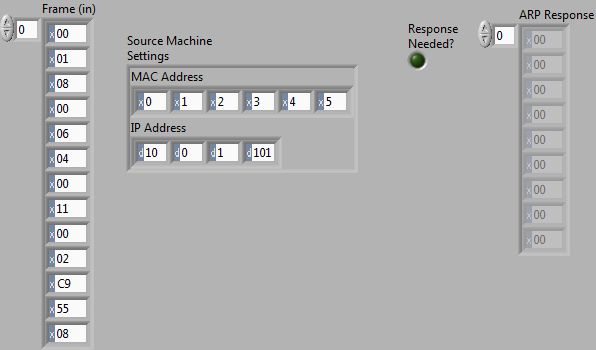 Frame (in)
0
x 00
x 01
x 08
x 00
x 06
x 04
x 00
x 11
x 00
x 02
x C9
x 55
x 08
Source Machine
Settings
MAC Address
x 0 x 1 x 2 x 3 x 4 x 5
IP Address
d 10 d 0 d 1 d 101
Response
Needed?
ARP Response
0
x 00
x 00
x 00
x 00
x 00
x 00
x 00
x 00
x 00